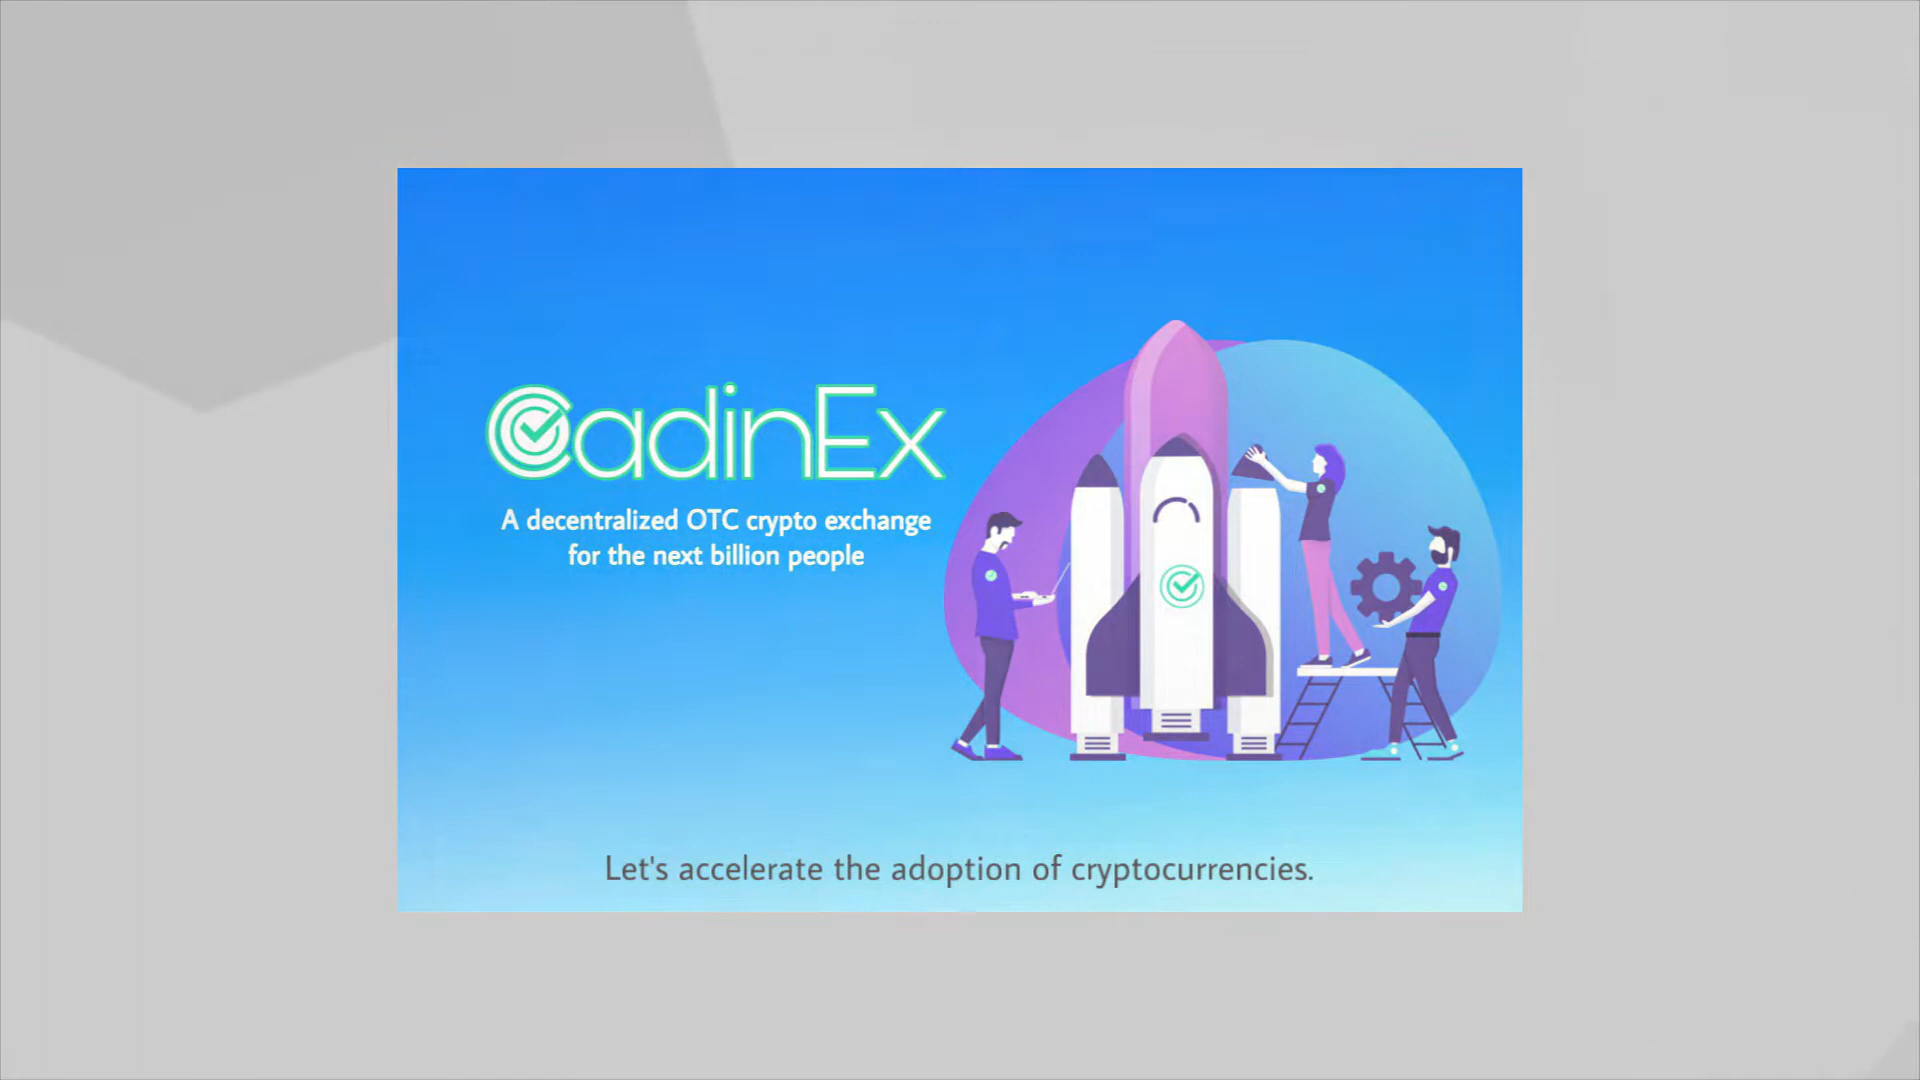 CadinEx
A decentralized OTC crypto exchange
for the next billion people
Let's accelerate the adoption of cryptocurrencies.